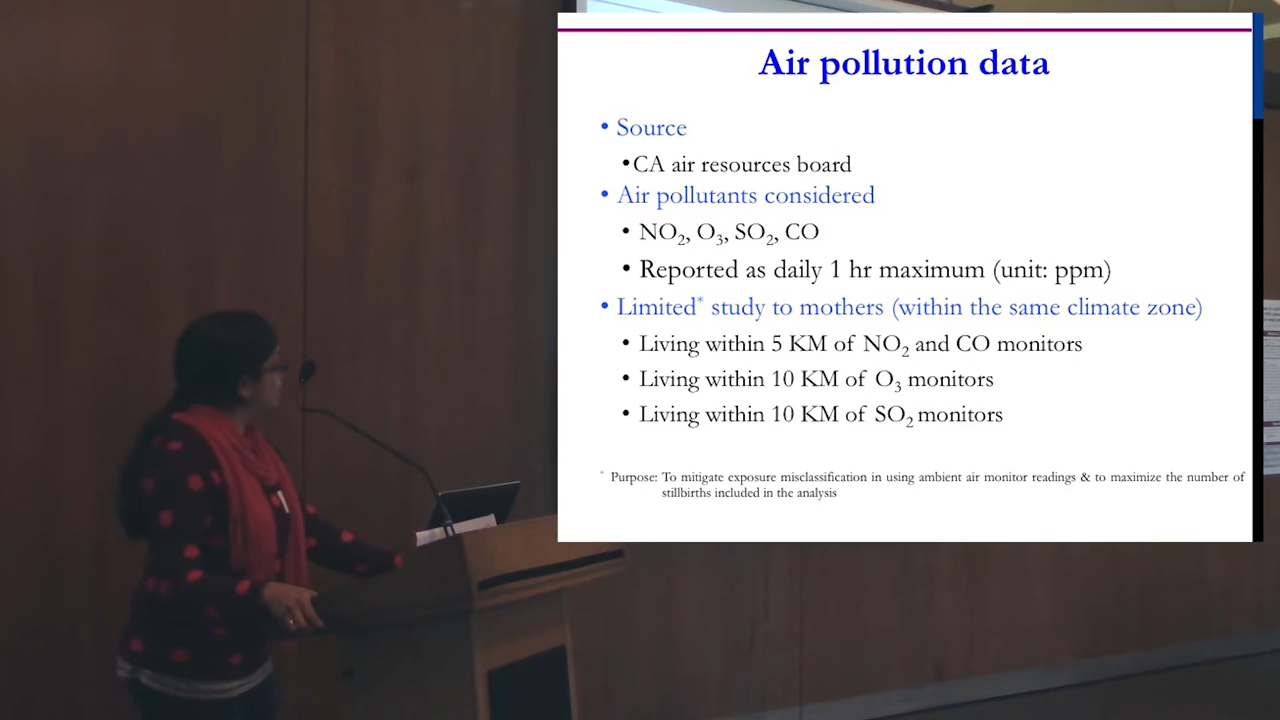 Air pollution data
• Source
•CA air resources board
• Air pollutants considered
• NO₂, O₃, SO₂, CO
• Reported as daily 1 hr maximum (unit: ppm)
• Limited* study to mothers (within the same climate zone)
• Living within 5 KM of NO₂ and CO monitors
• Living within 10 KM of O₃ monitors
• Living within 10 KM of SO₂ monitors
* Purpose: To mitigate exposure misclassification in using ambient air monitor readings & to maximize the number of
stillbirths included in the analysis